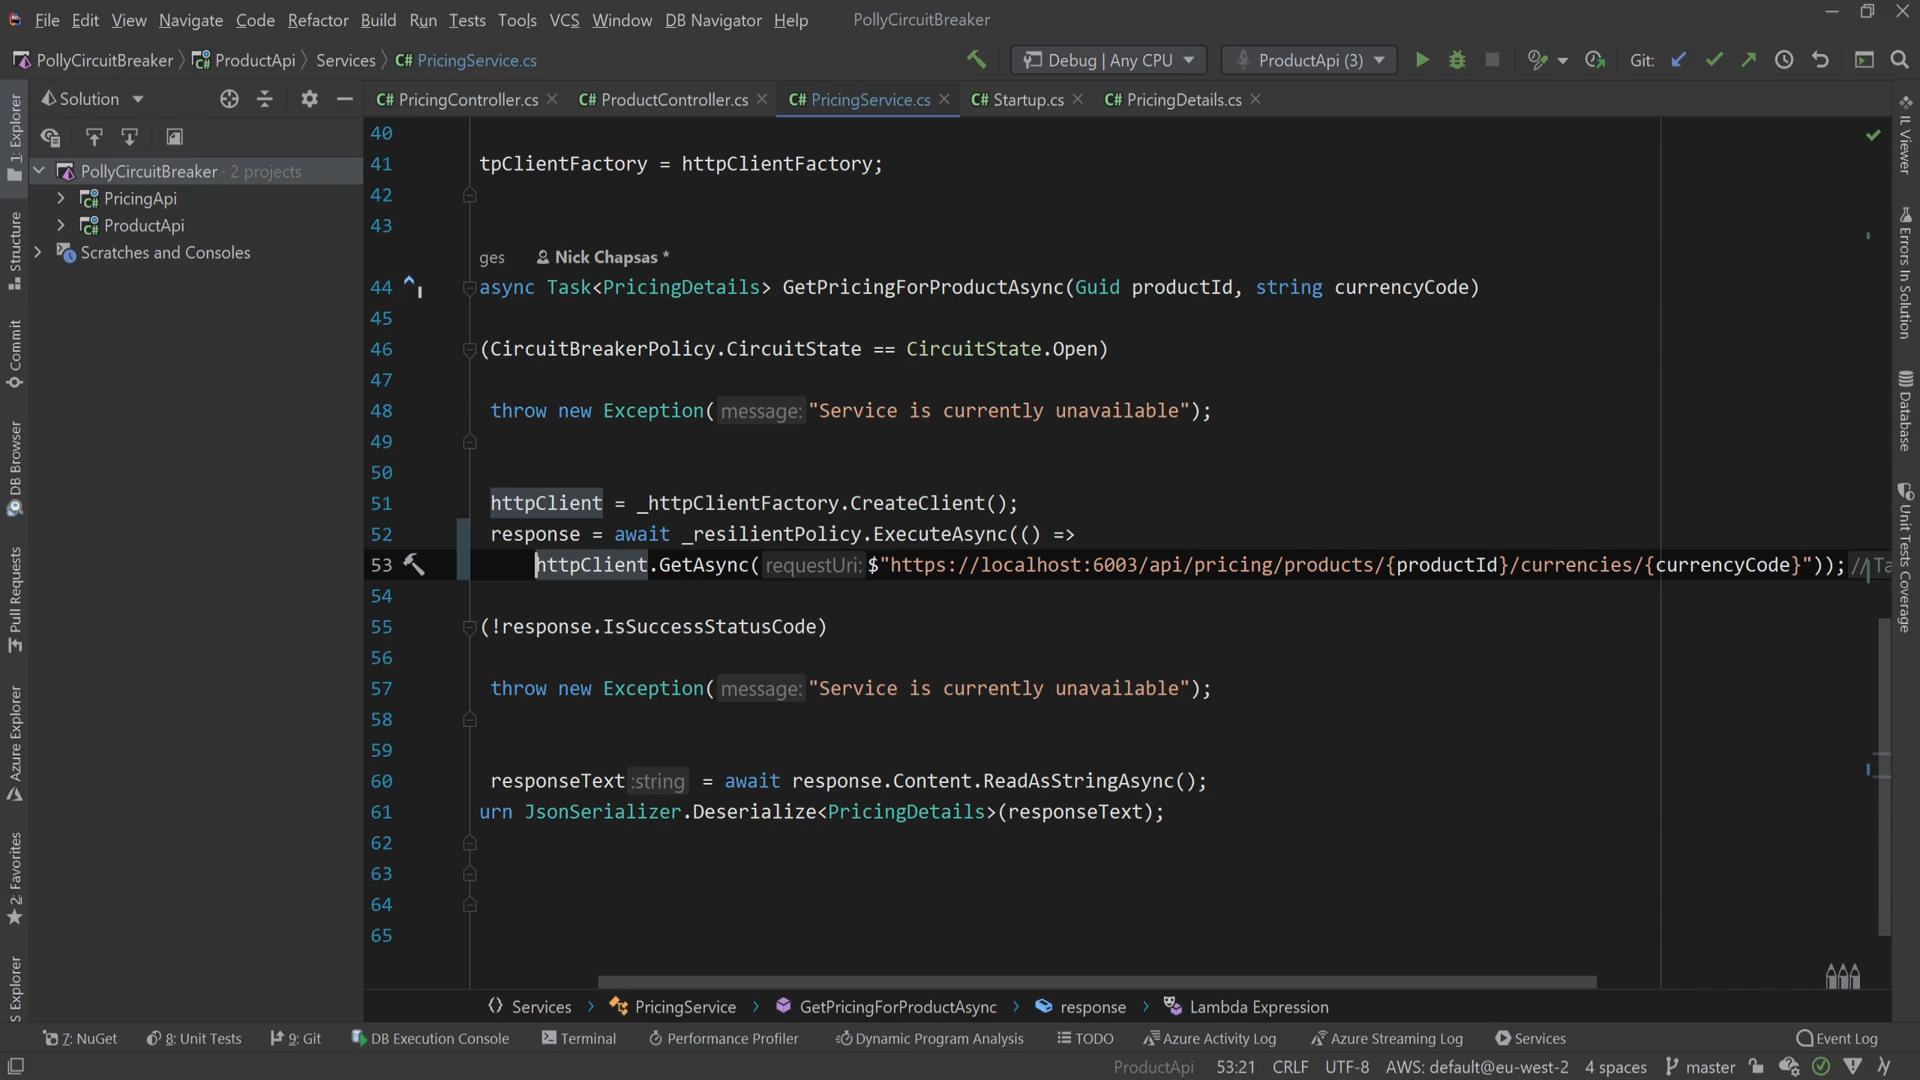 File Edit View Navigate Code Refactor Build Run Tests Tools VCS Window DB Navigator Help PollyCircuitBreaker
PollyCircuitBreaker ProductApi Services C# PricingService.cs Debug | Any CPU ProductApi (3) Git:
Solution
C# PricingController.cs C# ProductController.cs C# PricingService.cs C# Startup.cs C# PricingDetails.cs
PollyCircuitBreaker · 2 projects
PricingApi
ProductApi
Scratches and Consoles
1: Explorer
Structure
Commit
DB Browser
Pull Requests
Azure Explorer
2: Favorites
S Explorer
40
41 tpClientFactory = httpClientFactory;
42
43
ges Nick Chapsas *
44 async Task<PricingDetails> GetPricingForProductAsync(Guid productId, string currencyCode)
45
46 (CircuitBreakerPolicy.CircuitState == CircuitState.Open)
47
48 throw new Exception( message: "Service is currently unavailable");
49
50
51 httpClient = _httpClientFactory.CreateClient();
52 response = await _resilientPolicy.ExecuteAsync(() =>
53 httpClient.GetAsync( requestUri: $"https://localhost:6003/api/pricing/products/{productId}/currencies/{currencyCode}")); // Ta
54
55 (!response.IsSuccessStatusCode)
56
57 throw new Exception( message: "Service is currently unavailable");
58
59
60 responseText :string = await response.Content.ReadAsStringAsync();
61 urn JsonSerializer.Deserialize<PricingDetails>(responseText);
62
63
64
65
IL Viewer
Errors In Solution
Database
Unit Tests Coverage
Services PricingService GetPricingForProductAsync response Lambda Expression
7: NuGet 8: Unit Tests 9: Git DB Execution Console Terminal Performance Profiler Dynamic Program Analysis TODO Azure Activity Log Azure Streaming Log Services Event Log
ProductApi 53:21 CRLF UTF-8 AWS: default@eu-west-2 4 spaces master